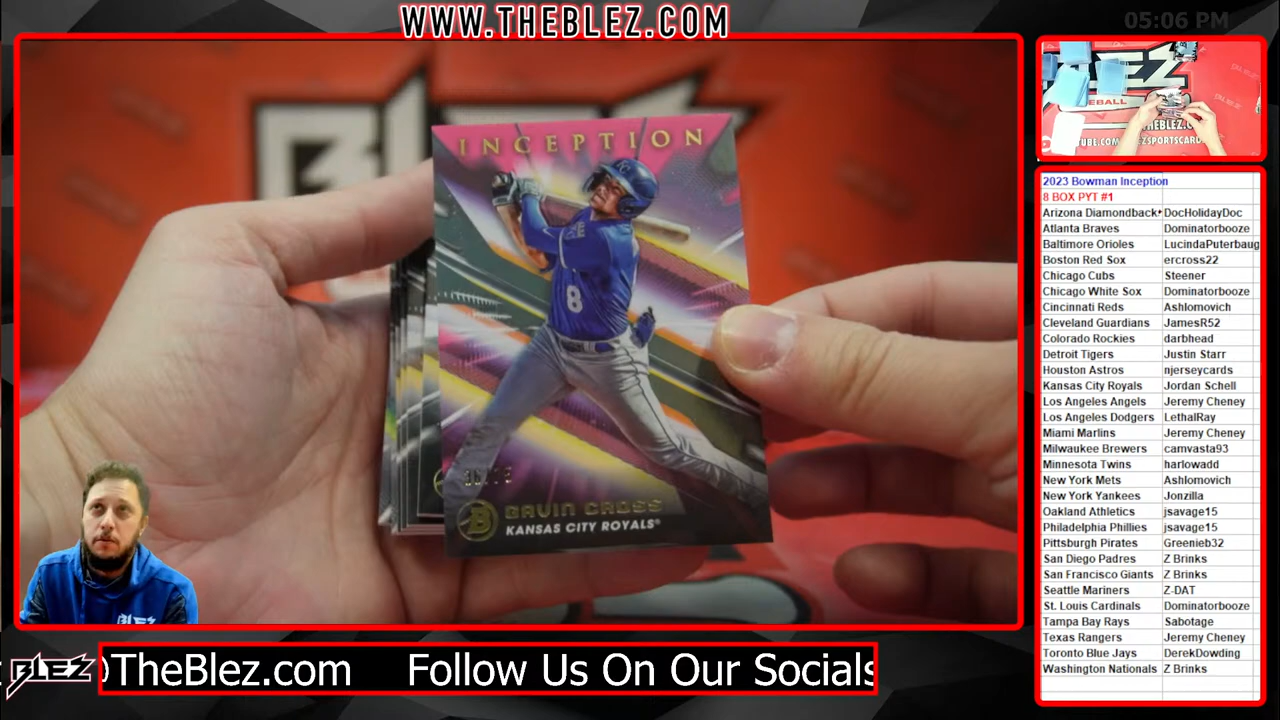 WWW.THEBLEZ.COM
05:06 PM
INCEPTION
8
GAVIN CROSS
KANSAS CITY ROYALS®
2023 Bowman Inception
8 BOX PYT #1
Arizona Diamondback DocHolidayDoc
Atlanta Braves Dominatorbooze
Baltimore Orioles LucindaPuterbaug
Boston Red Sox ercross22
Chicago Cubs Steener
Chicago White Sox Dominatorbooze
Cincinnati Reds Ashlomovich
Cleveland Guardians JamesR52
Colorado Rockies darbhead
Detroit Tigers Justin Starr
Houston Astros njerseycards
Kansas City Royals Jordan Schell
Los Angeles Angels Jeremy Cheney
Los Angeles Dodgers LethalRay
Miami Marlins Jeremy Cheney
Milwaukee Brewers camvasta93
Minnesota Twins harlowadd
New York Mets Ashlomovich
New York Yankees Jonzilla
Oakland Athletics jsavage15
Philadelphia Phillies jsavage15
Pittsburgh Pirates Greenieb32
San Diego Padres Z Brinks
San Francisco Giants Z Brinks
Seattle Mariners Z-DAT
St. Louis Cardinals Dominatorbooze
Tampa Bay Rays Sabotage
Texas Rangers Jeremy Cheney
Toronto Blue Jays DerekDowding
Washington Nationals Z Brinks
BLEZ
@TheBlez.com Follow Us On Our Socials